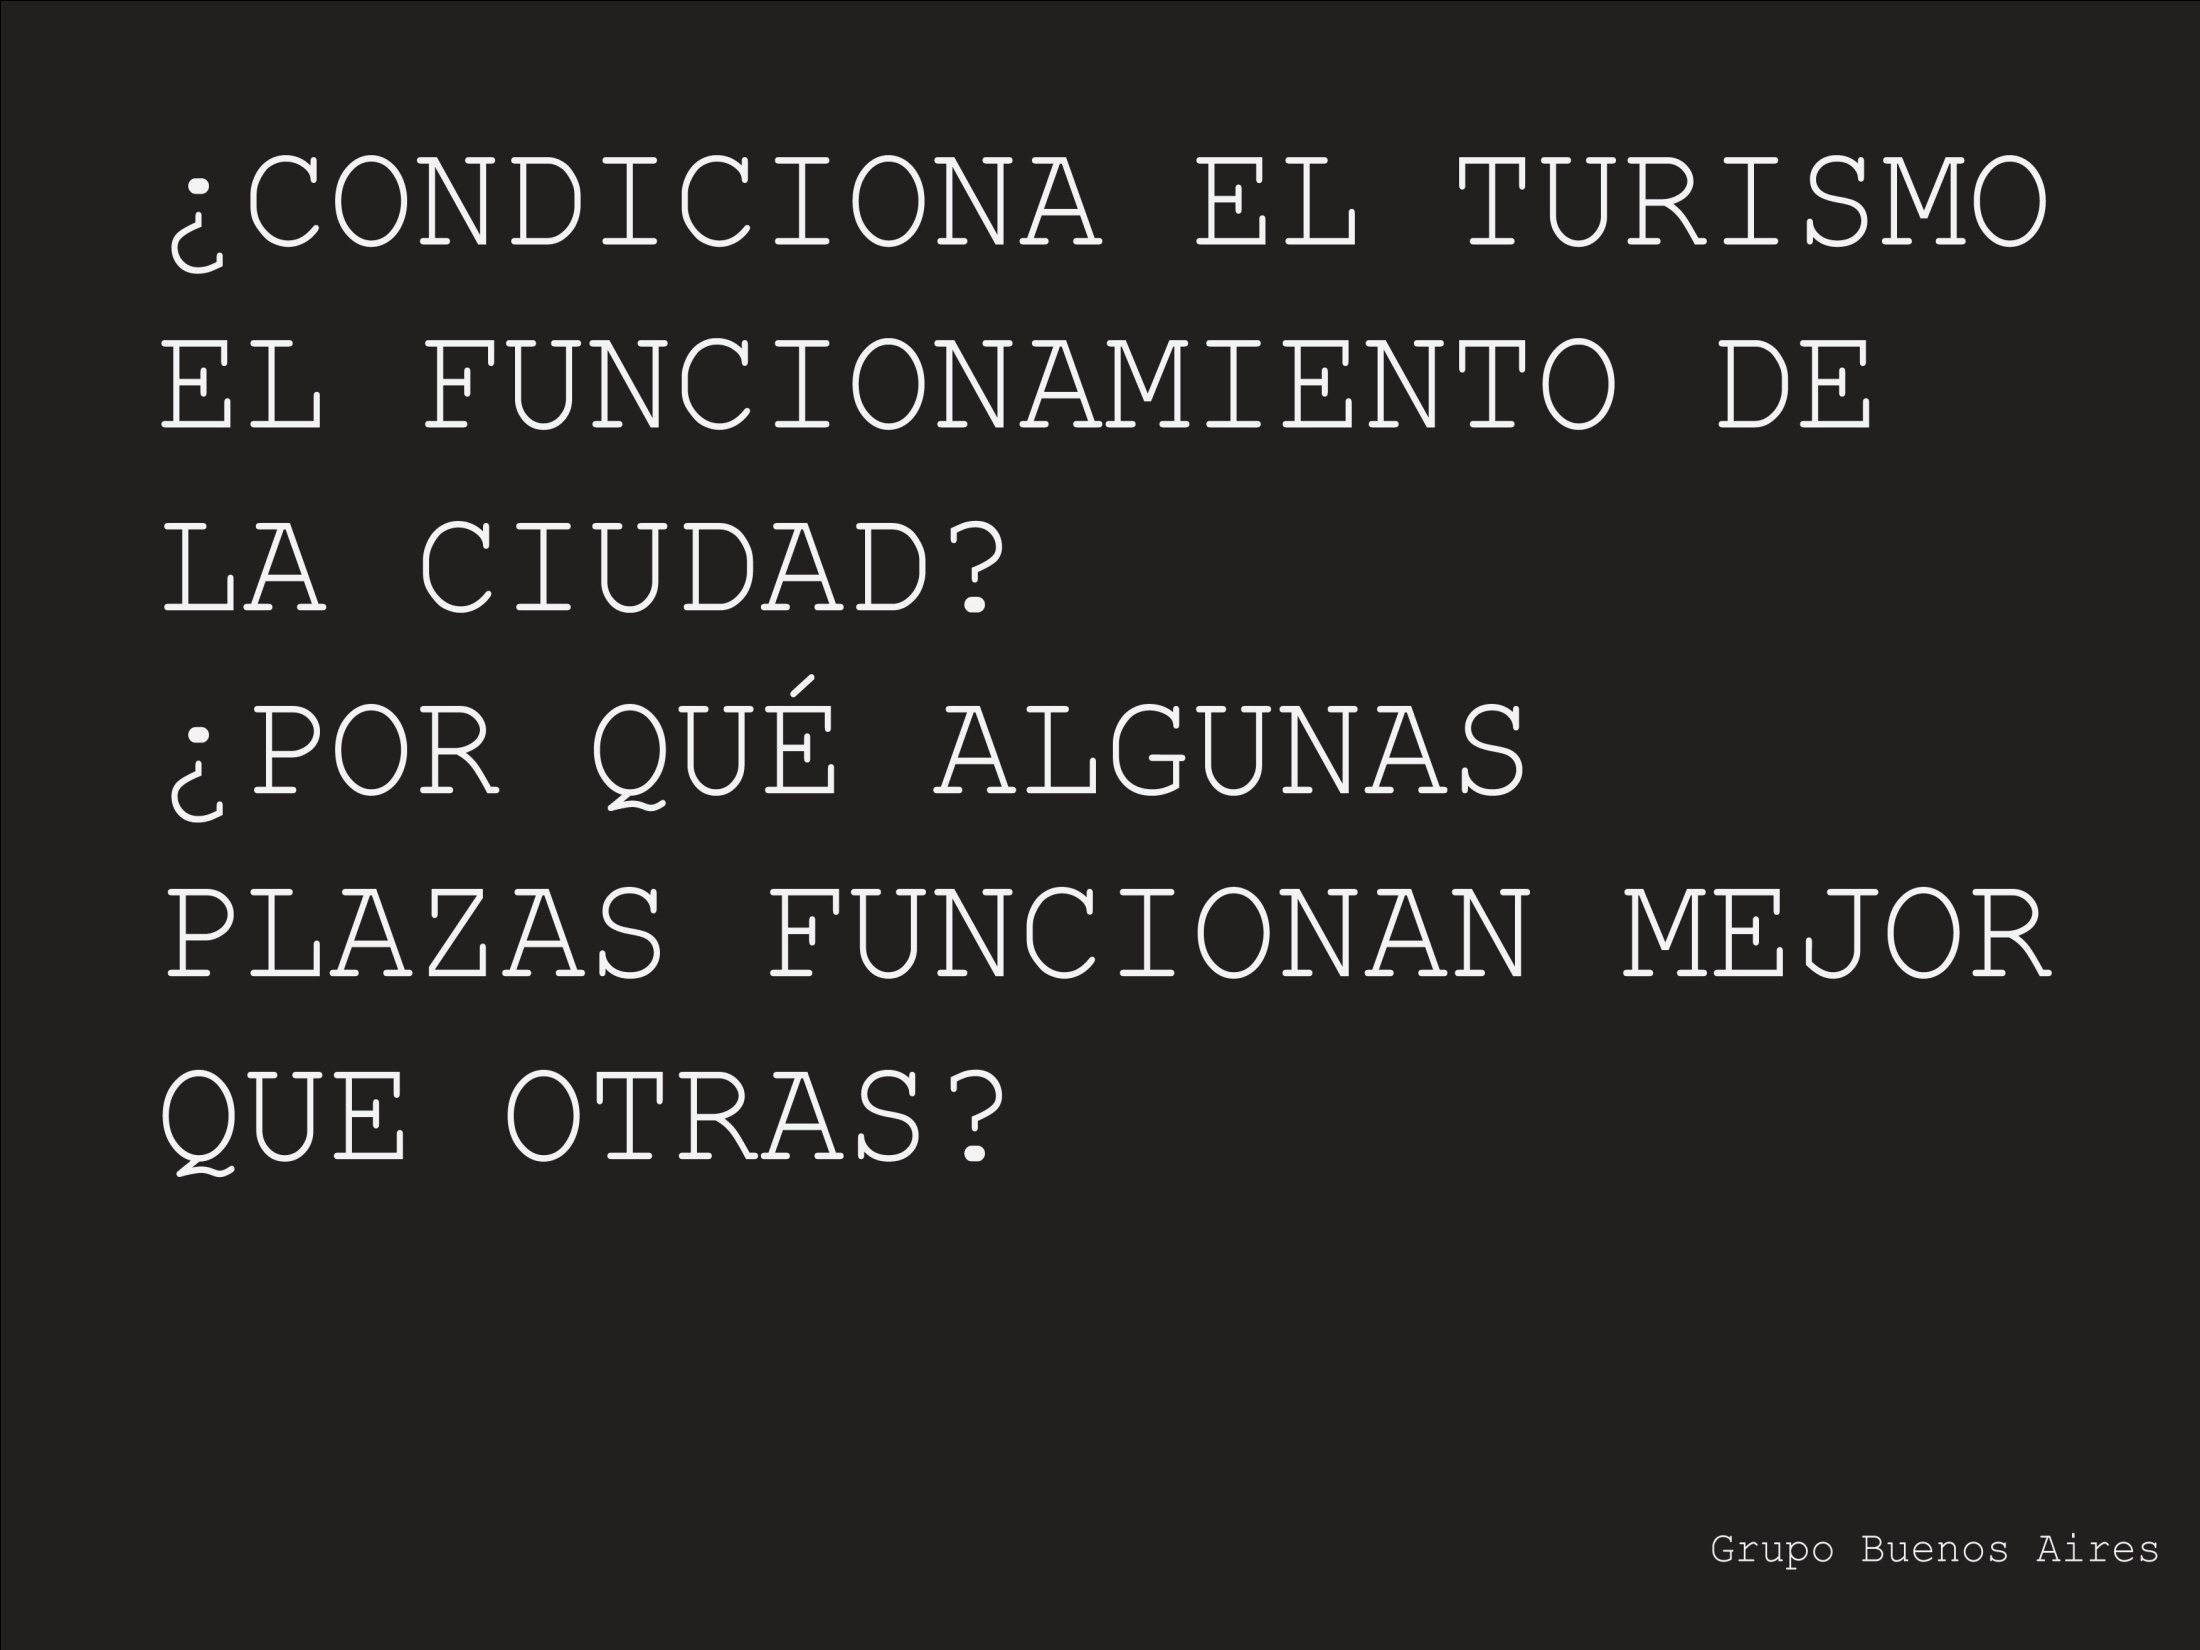 ¿CONDICIONA EL TURISMO
EL FUNCIONAMIENTO DE
LA CIUDAD?
¿POR QUÉ ALGUNAS
PLAZAS FUNCIONAN MEJOR
QUE OTRAS?
Grupo Buenos Aires